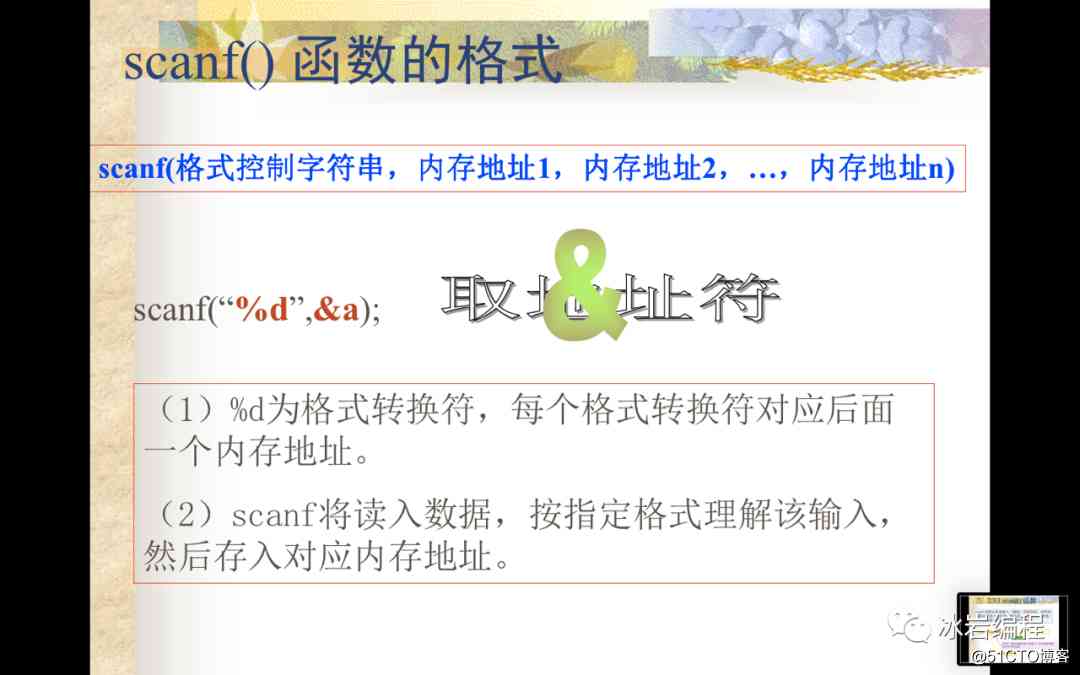 scanf() 函数的格式
scanf(格式控制字符串，内存地址1，内存地址2，…，内存地址n)
&
scanf(“%d”,&a);
取地址符
（1）%d为格式转换符，每个格式转换符对应后面
一个内存地址。
（2）scanf将读入数据，按指定格式理解该输入，
然后存入对应内存地址。
冰岩编程
@51CTO博客